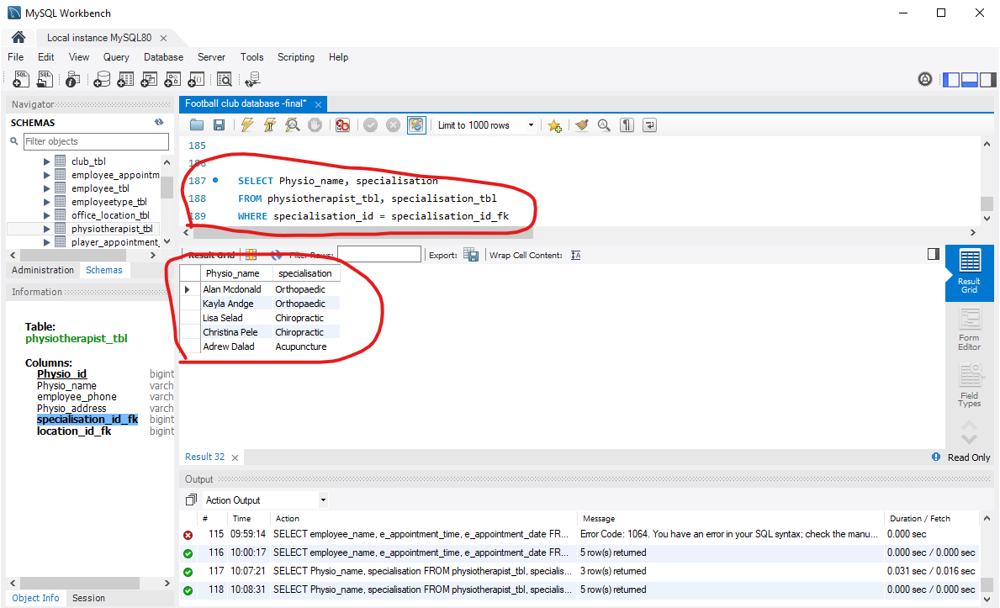 MySQL Workbench
Local instance MySQL80
File Edit View Query Database Server Tools Scripting Help
Navigator
SCHEMAS
Filter objects
club_tbl
employee_appointm
employee_tbl
employeetype_tbl
office_location_tbl
physiotherapist_tbl
player_appointment_
Administration Schemas
Information
Table:
physiotherapist_tbl
Columns:
Physio_id bigint
Physio_name varch
employee_phone varch
Physio_address varch
specialisation_id_fk bigint
location_id_fk bigint
Object Info Session
Football club database -final*
Limit to 1000 rows
185
186
187 SELECT Physio_name, specialisation
188 FROM physiotherapist_tbl, specialisation_tbl
189 WHERE specialisation_id = specialisation_id_fk
Result Grid Filter Rows: Export: Wrap Cell Content:
Physio_name specialisation
Alan Mcdonald Orthopaedic
Kayla Andge Orthopaedic
Lisa Selad Chiropractic
Christina Pele Chiropractic
Adrew Dalad Acupuncture
Result
Grid
Form
Editor
Field
Types
Result 32
Read Only
Output
Action Output
# Time Action Message Duration / Fetch
115 09:59:14 SELECT employee_name, e_appointment_time, e_appointment_date FR... Error Code: 1064. You have an error in your SQL syntax; check the manu... 0.000 sec
116 10:00:17 SELECT employee_name, e_appointment_time, e_appointment_date FR... 5 row(s) returned 0.000 sec / 0.000 sec
117 10:07:21 SELECT Physio_name, specialisation FROM physiotherapist_tbl, specialis... 3 row(s) returned 0.031 sec / 0.016 sec
118 10:08:31 SELECT Physio_name, specialisation FROM physiotherapist_tbl, specialis... 5 row(s) returned 0.000 sec / 0.000 sec